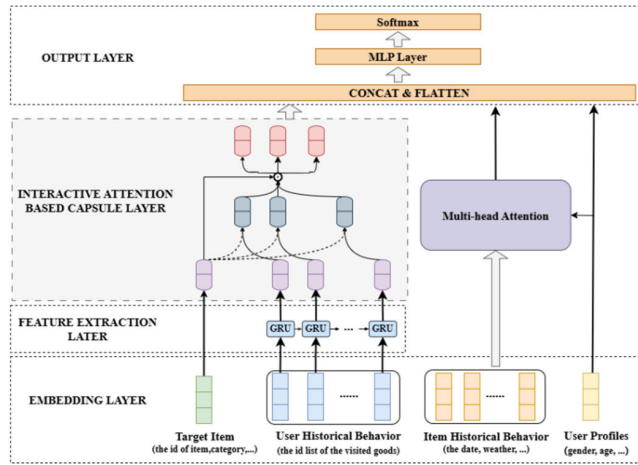 Softmax
OUTPUT LAYER
MLP Layer
CONCAT & FLATTEN
INTERACTIVE ATTENTION
BASED CAPSULE LAYER
Multi-head Attention
FEATURE EXTRACTION
LATER
GRU
GRU
...
GRU
EMBEDDING LAYER
......
......
Target Item
(the id of item,category,...)
User Historical Behavior
(the id list of the visited goods)
Item Historical Behavior
(the date, weather, ...)
User Profiles
(gender, age, ...)